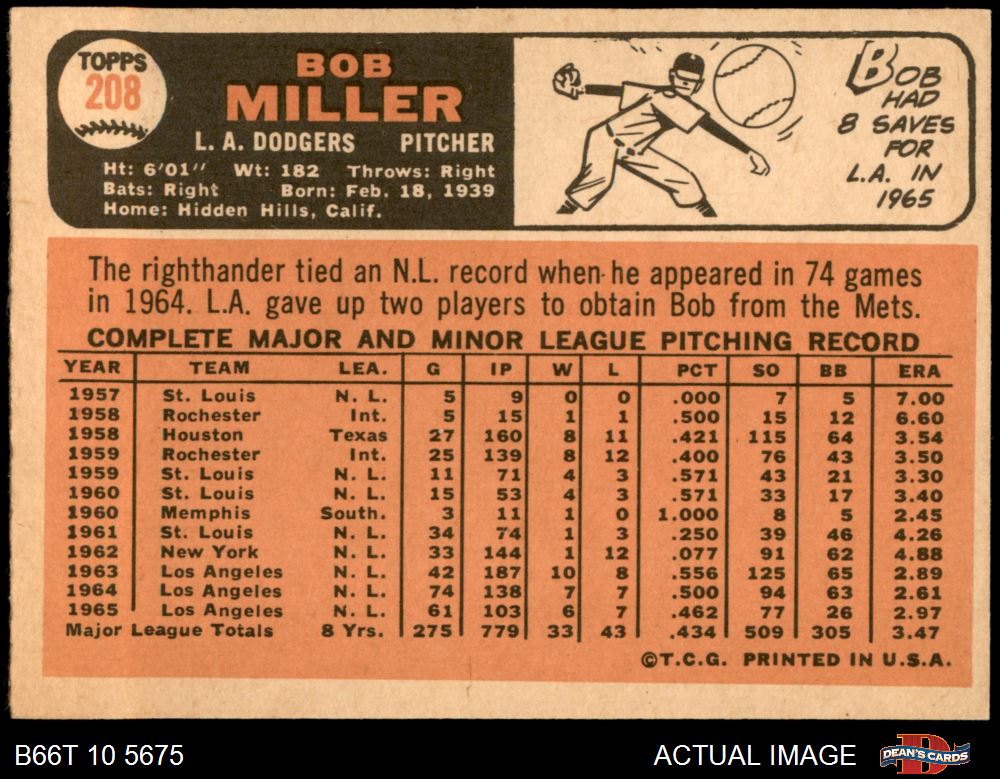 TOPPS
208
BOB
MILLER
L. A. DODGERS PITCHER
Ht: 6'01'' Wt: 182 Throws: Right
Bats: Right Born: Feb. 18, 1939
Home: Hidden Hills, Calif.
BOB
HAD
8 SAVES
FOR
L.A. IN
1965
The righthander tied an N.L. record when he appeared in 74 games
in 1964. L.A. gave up two players to obtain Bob from the Mets.
COMPLETE MAJOR AND MINOR LEAGUE PITCHING RECORD
YEAR TEAM LEA. G IP W L PCT SO BB ERA
1957 St. Louis N. L. 5 9 0 0 .000 7 5 7.00
1958 Rochester Int. 5 15 1 1 .500 15 12 6.60
1958 Houston Texas 27 160 8 11 .421 115 64 3.54
1959 Rochester Int. 25 139 8 12 .400 76 43 3.50
1959 St. Louis N. L. 11 71 4 3 .571 43 21 3.30
1960 St. Louis N. L. 15 53 4 3 .571 33 17 3.40
1960 Memphis South. 3 11 1 0 1.000 8 5 2.45
1961 St. Louis N. L. 34 74 1 3 .250 39 46 4.26
1962 New York N. L. 33 144 1 12 .077 91 62 4.88
1963 Los Angeles N. L. 42 187 10 8 .556 125 65 2.89
1964 Los Angeles N. L. 74 138 7 7 .500 94 63 2.61
1965 Los Angeles N. L. 61 103 6 7 .462 77 26 2.97
Major League Totals 8 Yrs. 275 779 33 43 .434 509 305 3.47
©T.C.G. PRINTED IN U.S.A.
B66T 10 5675 ACTUAL IMAGE DEAN'S CARDS